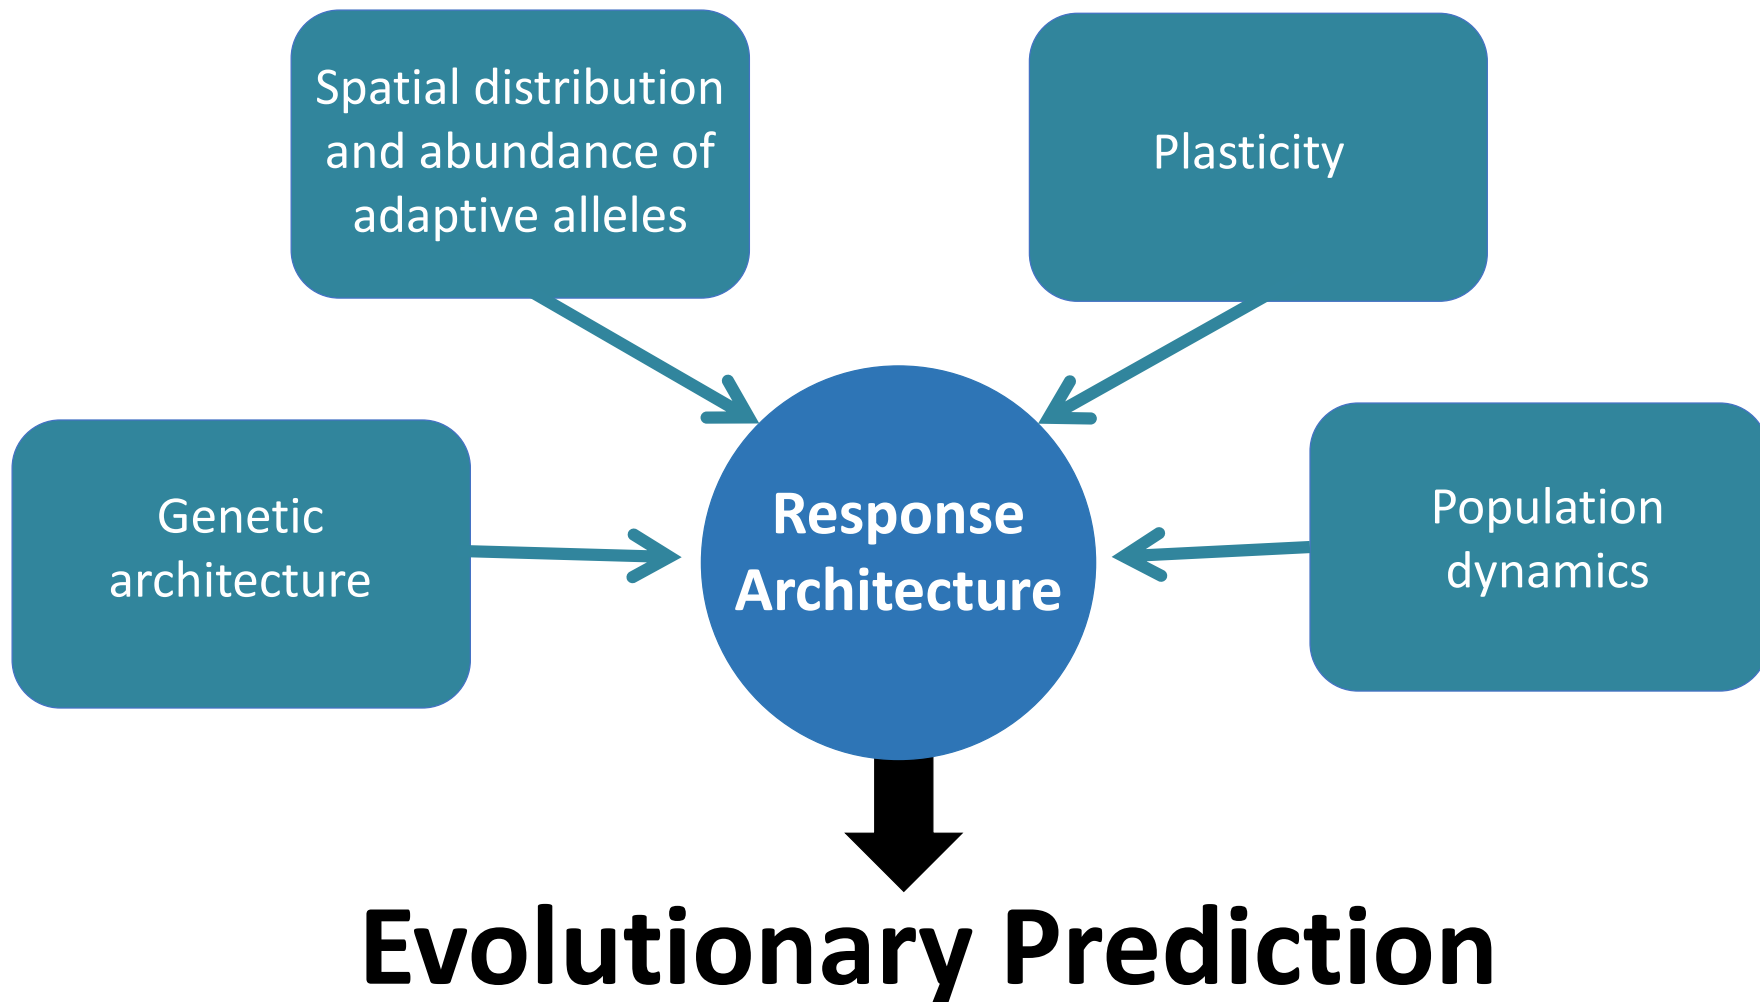 Spatial distribution
and abundance of
adaptive alleles
Plasticity
Genetic
architecture
Response
Architecture
Population
dynamics
Evolutionary Prediction